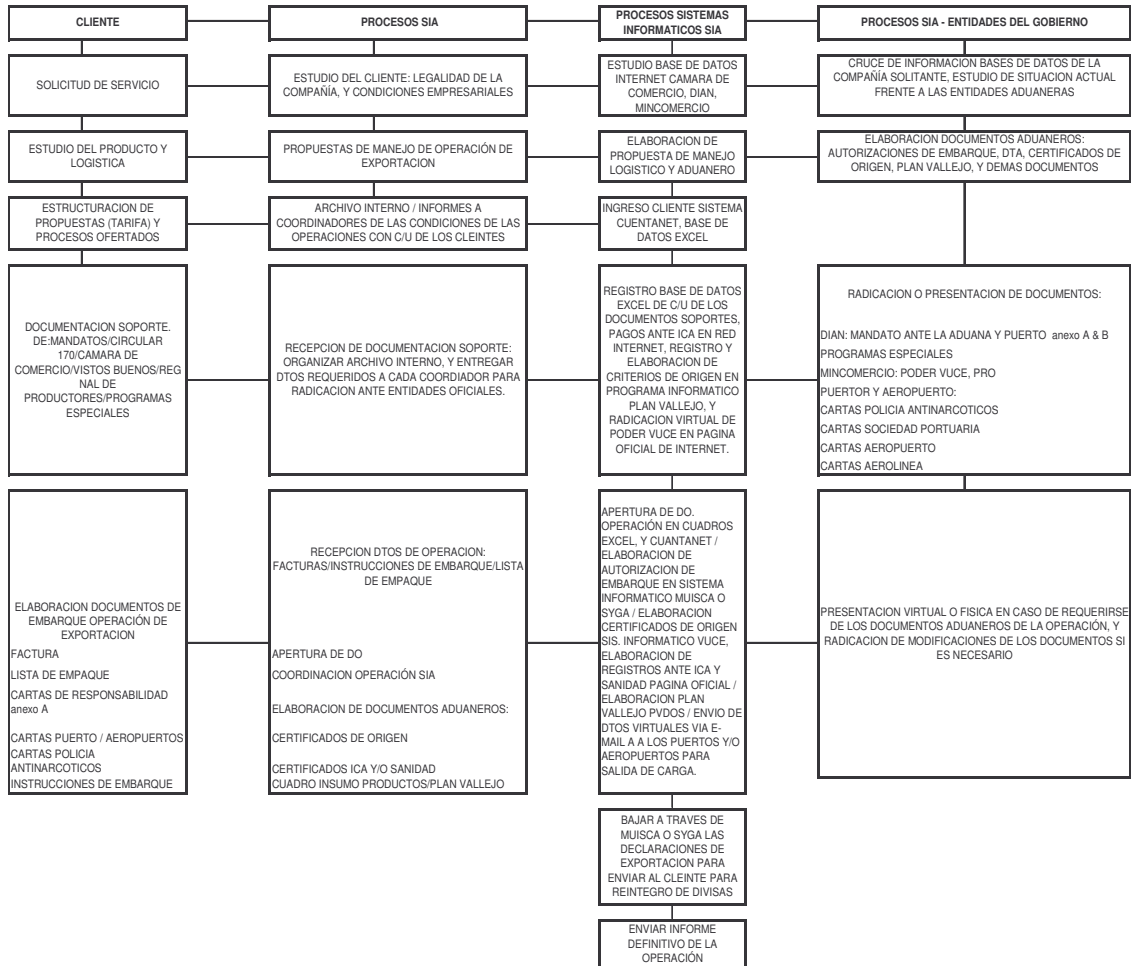 CLIENTE
PROCESOS SIA
PROCESOS SISTEMAS
INFORMATICOS SIA
PROCESOS SIA - ENTIDADES DEL GOBIERNO
SOLICITUD DE SERVICIO
ESTUDIO DEL CLIENTE: LEGALIDAD DE LA
COMPAÑÍA, Y CONDICIONES EMPRESARIALES
ESTUDIO BASE DE DATOS
INTERNET CAMARA DE
COMERCIO, DIAN,
MINCOMERCIO
CRUCE DE INFORMACION BASES DE DATOS DE LA
COMPAÑÍA SOLITANTE, ESTUDIO DE SITUACION ACTUAL
FRENTE A LAS ENTIDADES ADUANERAS
ESTUDIO DEL PRODUCTO Y
LOGISTICA
PROPUESTAS DE MANEJO DE OPERACIÓN DE
EXPORTACION
ELABORACION DE
PROPUESTA DE MANEJO
LOGISTICO Y ADUANERO
ELABORACION DOCUMENTOS ADUANEROS:
AUTORIZACIONES DE EMBARQUE, DTA, CERTIFICADOS DE
ORIGEN, PLAN VALLEJO, Y DEMAS DOCUMENTOS
ESTRUCTURACION DE
PROPUESTAS (TARIFA) Y
PROCESOS OFERTADOS
ARCHIVO INTERNO / INFORMES A
COORDINADORES DE LAS CONDICIONES DE LAS
OPERACIONES CON C/U DE LOS CLEINTES
INGRESO CLIENTE SISTEMA
CUENTANET, BASE DE
DATOS EXCEL
DOCUMENTACION SOPORTE.
DE:MANDATOS/CIRCULAR
170/CAMARA DE
COMERCIO/VISTOS BUENOS/REG
NAL DE
PRODUCTORES/PROGRAMAS
ESPECIALES
RECEPCION DE DOCUMENTACION SOPORTE:
ORGANIZAR ARCHIVO INTERNO, Y ENTREGAR
DTOS REQUERIDOS A CADA COORDIADOR PARA
RADICACION ANTE ENTIDADES OFICIALES.
REGISTRO BASE DE DATOS
EXCEL DE C/U DE LOS
DOCUMENTOS SOPORTES,
PAGOS ANTE ICA EN RED
INTERNET, REGISTRO Y
ELABORACION DE
CRITERIOS DE ORIGEN EN
PROGRAMA INFORMATICO
PLAN VALLEJO, Y
RADICACION VIRTUAL DE
PODER VUCE EN PAGINA
OFICIAL DE INTERNET.
RADICACION O PRESENTACION DE DOCUMENTOS:
DIAN: MANDATO ANTE LA ADUANA Y PUERTO anexo A & B
PROGRAMAS ESPECIALES
MINCOMERCIO: PODER VUCE, PRO
PUERTOR Y AEROPUERTO:
CARTAS POLICIA ANTINARCOTICOS
CARTAS SOCIEDAD PORTUARIA
CARTAS AEROPUERTO
CARTAS AEROLINEA
ELABORACION DOCUMENTOS DE
EMBARQUE OPERACIÓN DE
EXPORTACION
FACTURA
LISTA DE EMPAQUE
CARTAS DE RESPONSABILIDAD
anexo A
CARTAS PUERTO / AEROPUERTOS
CARTAS POLICIA
ANTINARCOTICOS
INSTRUCCIONES DE EMBARQUE
RECEPCION DTOS DE OPERACION:
FACTURAS/INSTRUCCIONES DE EMBARQUE/LISTA
DE EMPAQUE
APERTURA DE DO
COORDINACION OPERACIÓN SIA
ELABORACION DE DOCUMENTOS ADUANEROS:
CERTIFICADOS DE ORIGEN
CERTIFICADOS ICA Y/O SANIDAD
CUADRO INSUMO PRODUCTOS/PLAN VALLEJO
APERTURA DE DO.
OPERACIÓN EN CUADROS
EXCEL, Y CUANTANET /
ELABORACION DE
AUTORIZACION DE
EMBARQUE EN SISTEMA
INFORMATICO MUISCA O
SYGA / ELABORACION
CERTIFICADOS DE ORIGEN
SIS. INFORMATICO VUCE,
ELABORACION DE
REGISTROS ANTE ICA Y
SANIDAD PAGINA OFICIAL /
ELABORACION PLAN
VALLEJO PVDOS / ENVIO DE
DTOS VIRTUALES VIA E-
MAIL A A LOS PUERTOS Y/O
AEROPUERTOS PARA
SALIDA DE CARGA.
PRESENTACION VIRTUAL O FISICA EN CASO DE REQUERIRSE
DE LOS DOCUMENTOS ADUANEROS DE LA OPERACIÓN, Y
RADICACION DE MODIFICACIONES DE LOS DOCUMENTOS SI
ES NECESARIO
BAJAR A TRAVES DE
MUISCA O SYGA LAS
DECLARACIONES DE
EXPORTACION PARA
ENVIAR AL CLEINTE PARA
REINTEGRO DE DIVISAS
ENVIAR INFORME
DEFINITIVO DE LA
OPERACIÓN